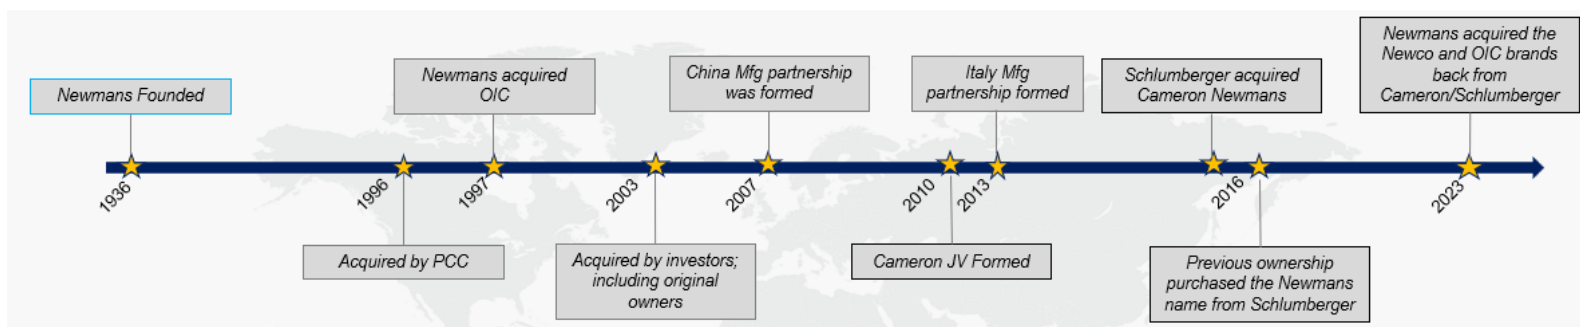 Newmans Founded
Newmans acquired
OIC
China Mfg partnership
was formed
Italy Mfg
partnership formed
Schlumberger acquired
Cameron Newmans
Newmans acquired the
Newco and OIC brands
back from
Cameron/Schlumberger
1936
1996
1997
2003
2007
2010
2013
2016
2023
Acquired by PCC
Acquired by investors;
including original
owners
Cameron JV Formed
Previous ownership
purchased the Newmans
name from Schlumberger